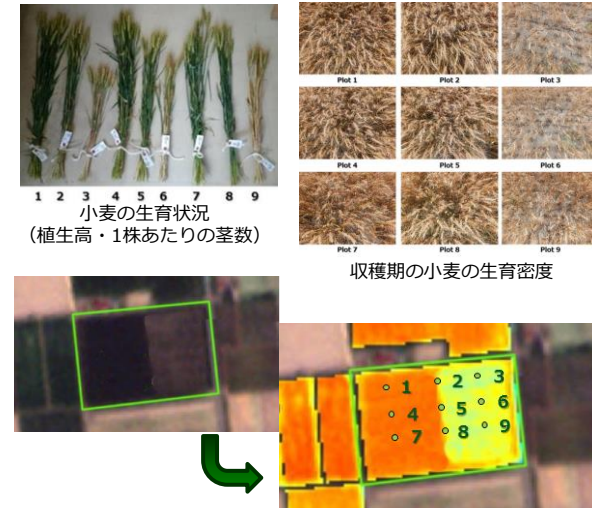 Plot 1
Plot 2
Plot 3
Plot 4
Plot 5
Plot 6
Plot 7
Plot 8
Plot 9
1 2 3 4 5 6 7 8 9
小麦の生育状況
(植生高・1株あたりの茎数)
収穫期の小麦の生育密度
1 2 3
4 5 6
7 8 9